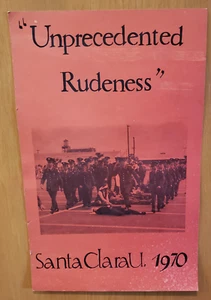 "Unprecedented
Rudeness"
Santa Clara U. 1970